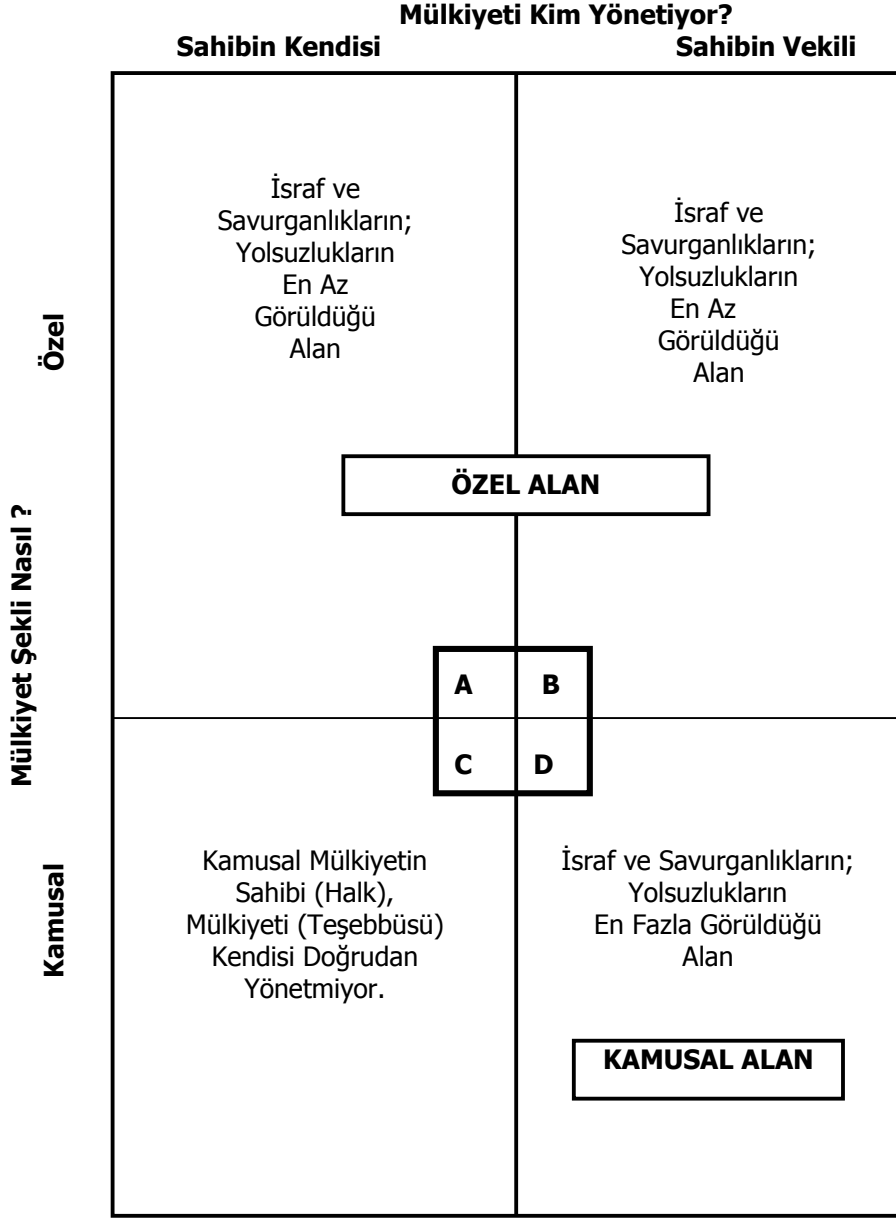 Mülkiyeti Kim Yönetiyor?
Sahibin Kendisi
Sahibin Vekili
Mülkiyet Şekli Nasıl ?
Özel
İsraf ve
Savurganlıkların;
Yolsuzlukların
En Az
Görüldüğü
Alan
İsraf ve
Savurganlıkların;
Yolsuzlukların
En Az
Görüldüğü
Alan
ÖZEL ALAN
A
B
C
D
Kamusal
Kamusal Mülkiyetin
Sahibi (Halk),
Mülkiyeti (Teşebbüsü)
Kendisi Doğrudan
Yönetmiyor.
İsraf ve Savurganlıkların;
Yolsuzlukların
En Fazla Görüldüğü
Alan
KAMUSAL ALAN